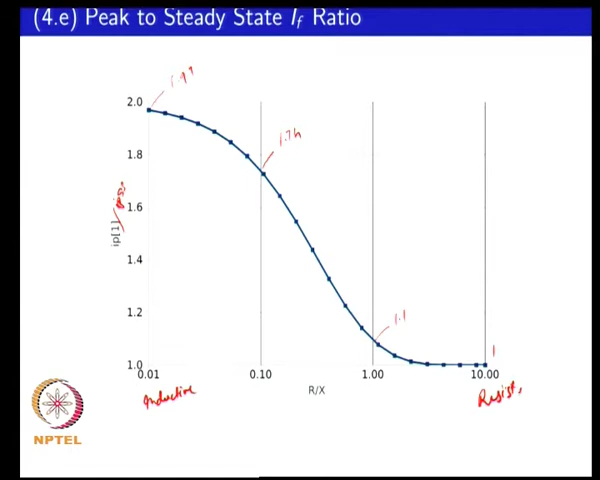 (4.e) Peak to Steady State If Ratio
1.97
2.0
1.8
1.74
1.6
ip[1]
1.4
1.2
1.1
1.0
1
0.01
0.10
1.00
10.00
R/X
Inductive
Resist.
NPTEL